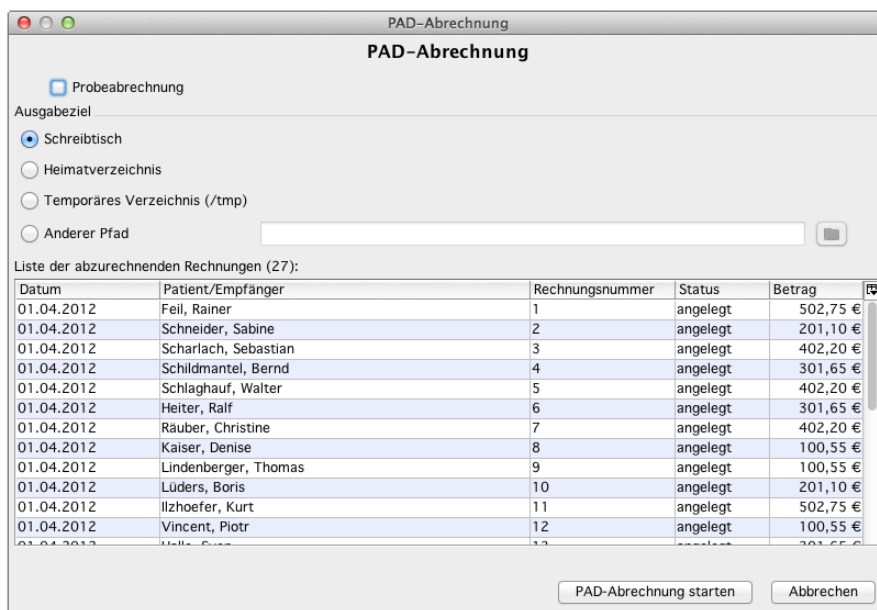 PAD-Abrechnung
PAD-Abrechnung
Probeabrechnung
Ausgabeziel
Schreibtisch
Heimatverzeichnis
Temporäres Verzeichnis (/tmp)
Anderer Pfad
Liste der abzurechnenden Rechnungen (27):
Datum Patient/Empfänger Rechnungsnummer Status Betrag
01.04.2012 Feil, Rainer 1 angelegt 502,75 €
01.04.2012 Schneider, Sabine 2 angelegt 201,10 €
01.04.2012 Scharlach, Sebastian 3 angelegt 402,20 €
01.04.2012 Schildmantel, Bernd 4 angelegt 301,65 €
01.04.2012 Schlaghauf, Walter 5 angelegt 402,20 €
01.04.2012 Heiter, Ralf 6 angelegt 301,65 €
01.04.2012 Räuber, Christine 7 angelegt 402,20 €
01.04.2012 Kaiser, Denise 8 angelegt 100,55 €
01.04.2012 Lindenberger, Thomas 9 angelegt 100,55 €
01.04.2012 Lüders, Boris 10 angelegt 201,10 €
01.04.2012 Ilzhoefer, Kurt 11 angelegt 502,75 €
01.04.2012 Vincent, Piotr 12 angelegt 100,55 €
PAD-Abrechnung starten Abbrechen